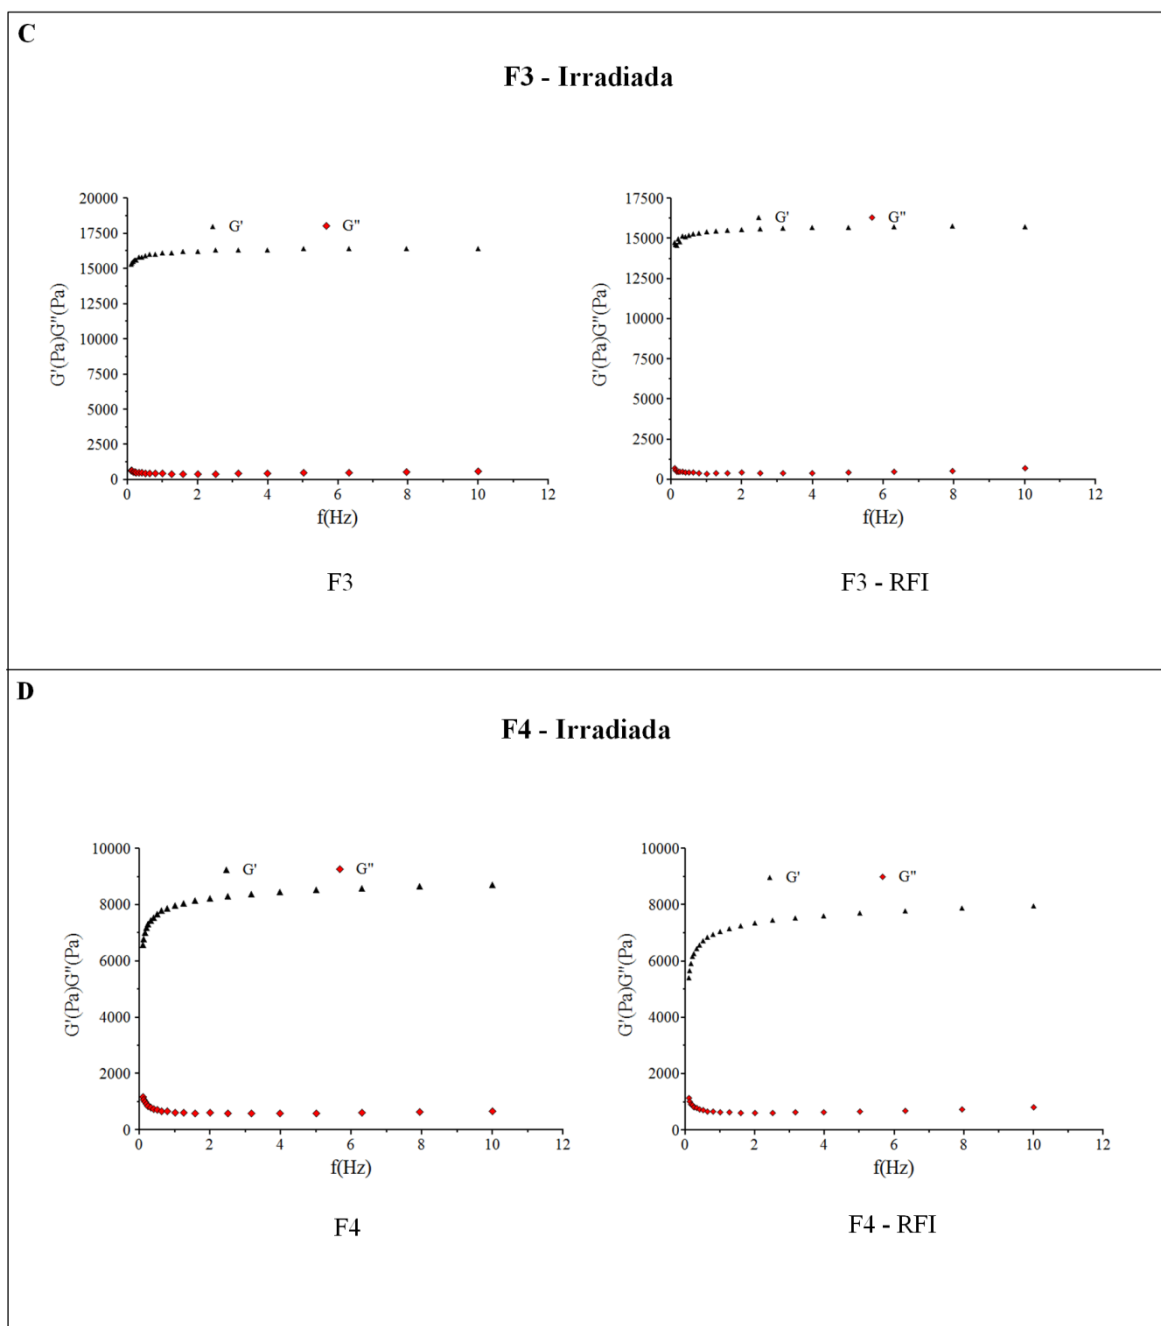 C
F3 - Irradiada
20000
17500
15000
12500
10000
7500
5000
2500
0
G'
G"
G'(Pa)G"(Pa)
0 2 4 6 8 10 12
f(Hz)
F3
17500
15000
12500
10000
7500
5000
2500
0
G'
G"
G'(Pa)G"(Pa)
0 2 4 6 8 10 12
f(Hz)
F3 - RFI
D
F4 - Irradiada
10000
8000
6000
4000
2000
0
G'
G"
G'(Pa)G"(Pa)
0 2 4 6 8 10 12
f(Hz)
F4
10000
8000
6000
4000
2000
0
G'
G"
G'(Pa)G"(Pa)
0 2 4 6 8 10 12
f(Hz)
F4 - RFI